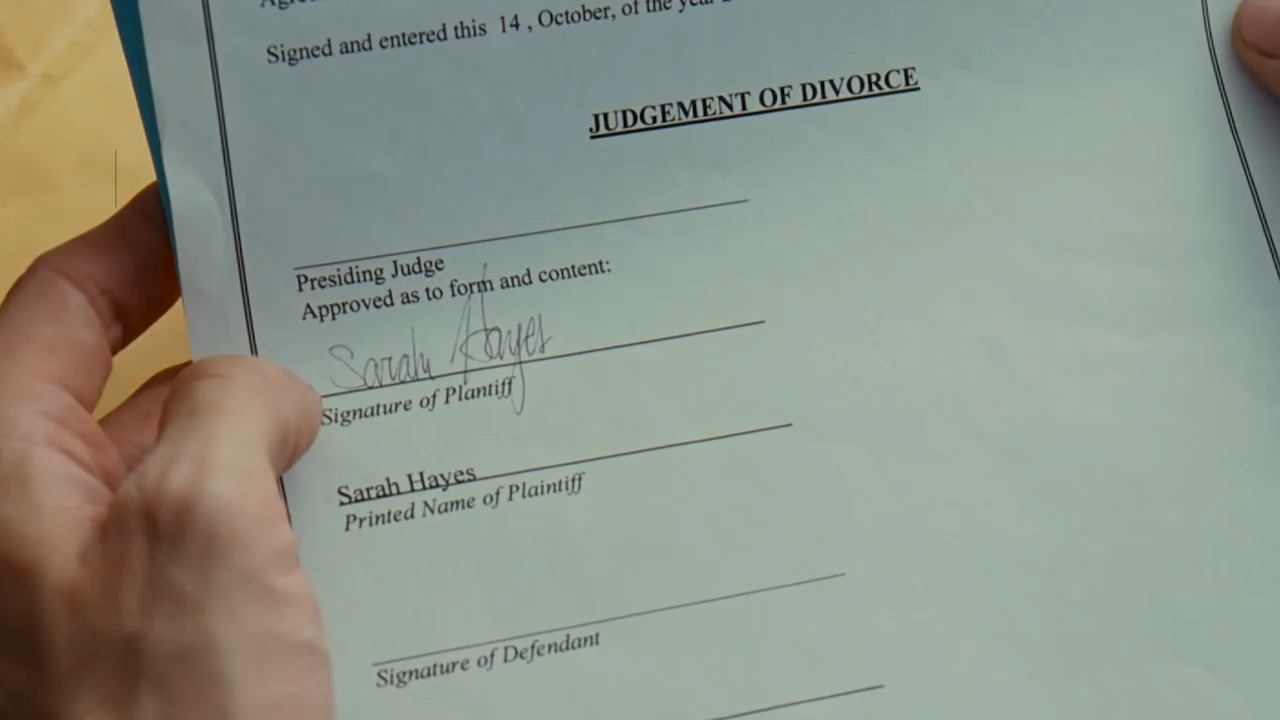 Signed and entered this 14 , October, of the year
JUDGEMENT OF DIVORCE
Presiding Judge
Approved as to form and content:
Sarah Hayes
Signature of Plantiff
Sarah Hayes
Printed Name of Plaintiff
Signature of Defendant